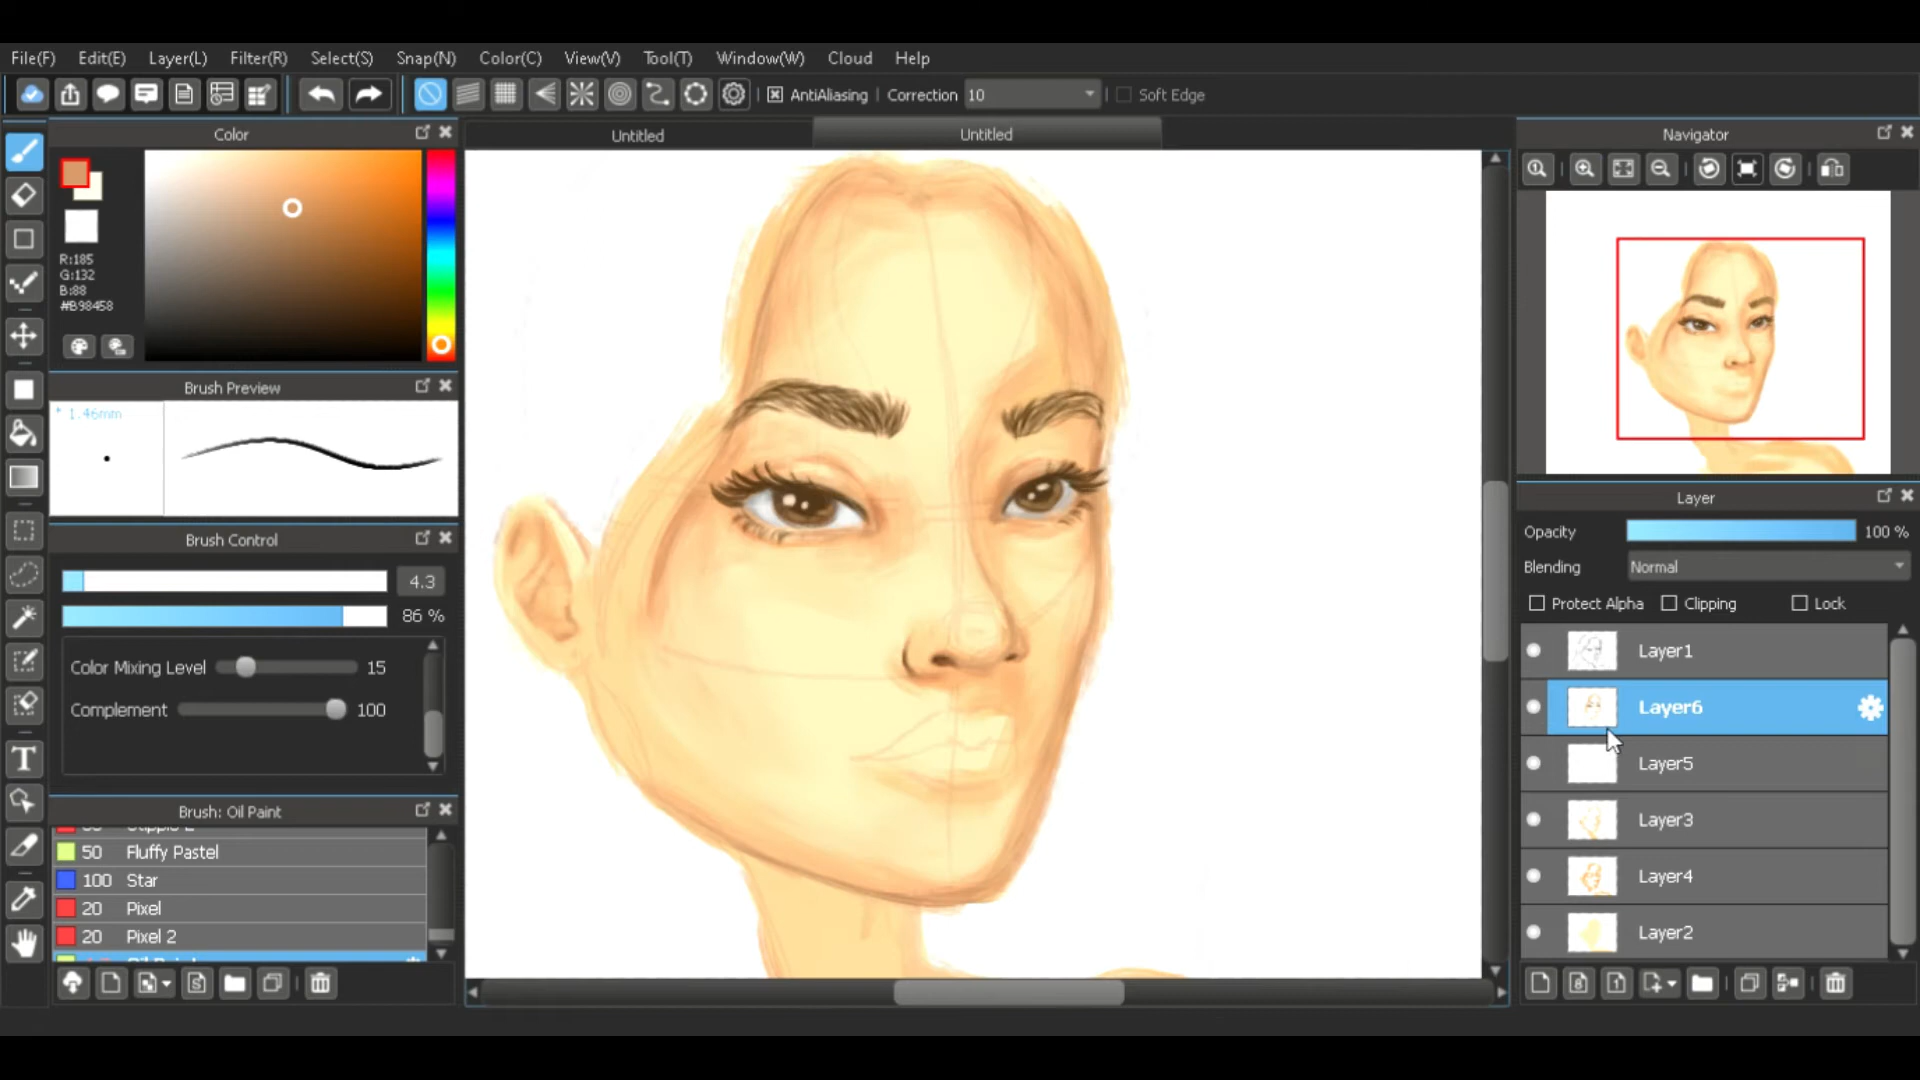 File(F) Edit(E) Layer(L) Filter(R) Select(S) Snap(N) Color(C) View(V) Tool(T) Window(W) Cloud Help
AntiAliasing Correction 10 Soft Edge
Color
R:185
G:132
B:88
#B98458
Brush Preview
* 1.46mm
Brush Control
4.3
86 %
Color Mixing Level 15
Complement 100
Brush: Oil Paint
50 Fluffy Pastel
100 Star
20 Pixel
20 Pixel 2
Untitled Untitled
Navigator
Layer
Opacity 100 %
Blending Normal
Protect Alpha Clipping Lock
Layer1
Layer6
Layer5
Layer3
Layer4
Layer2